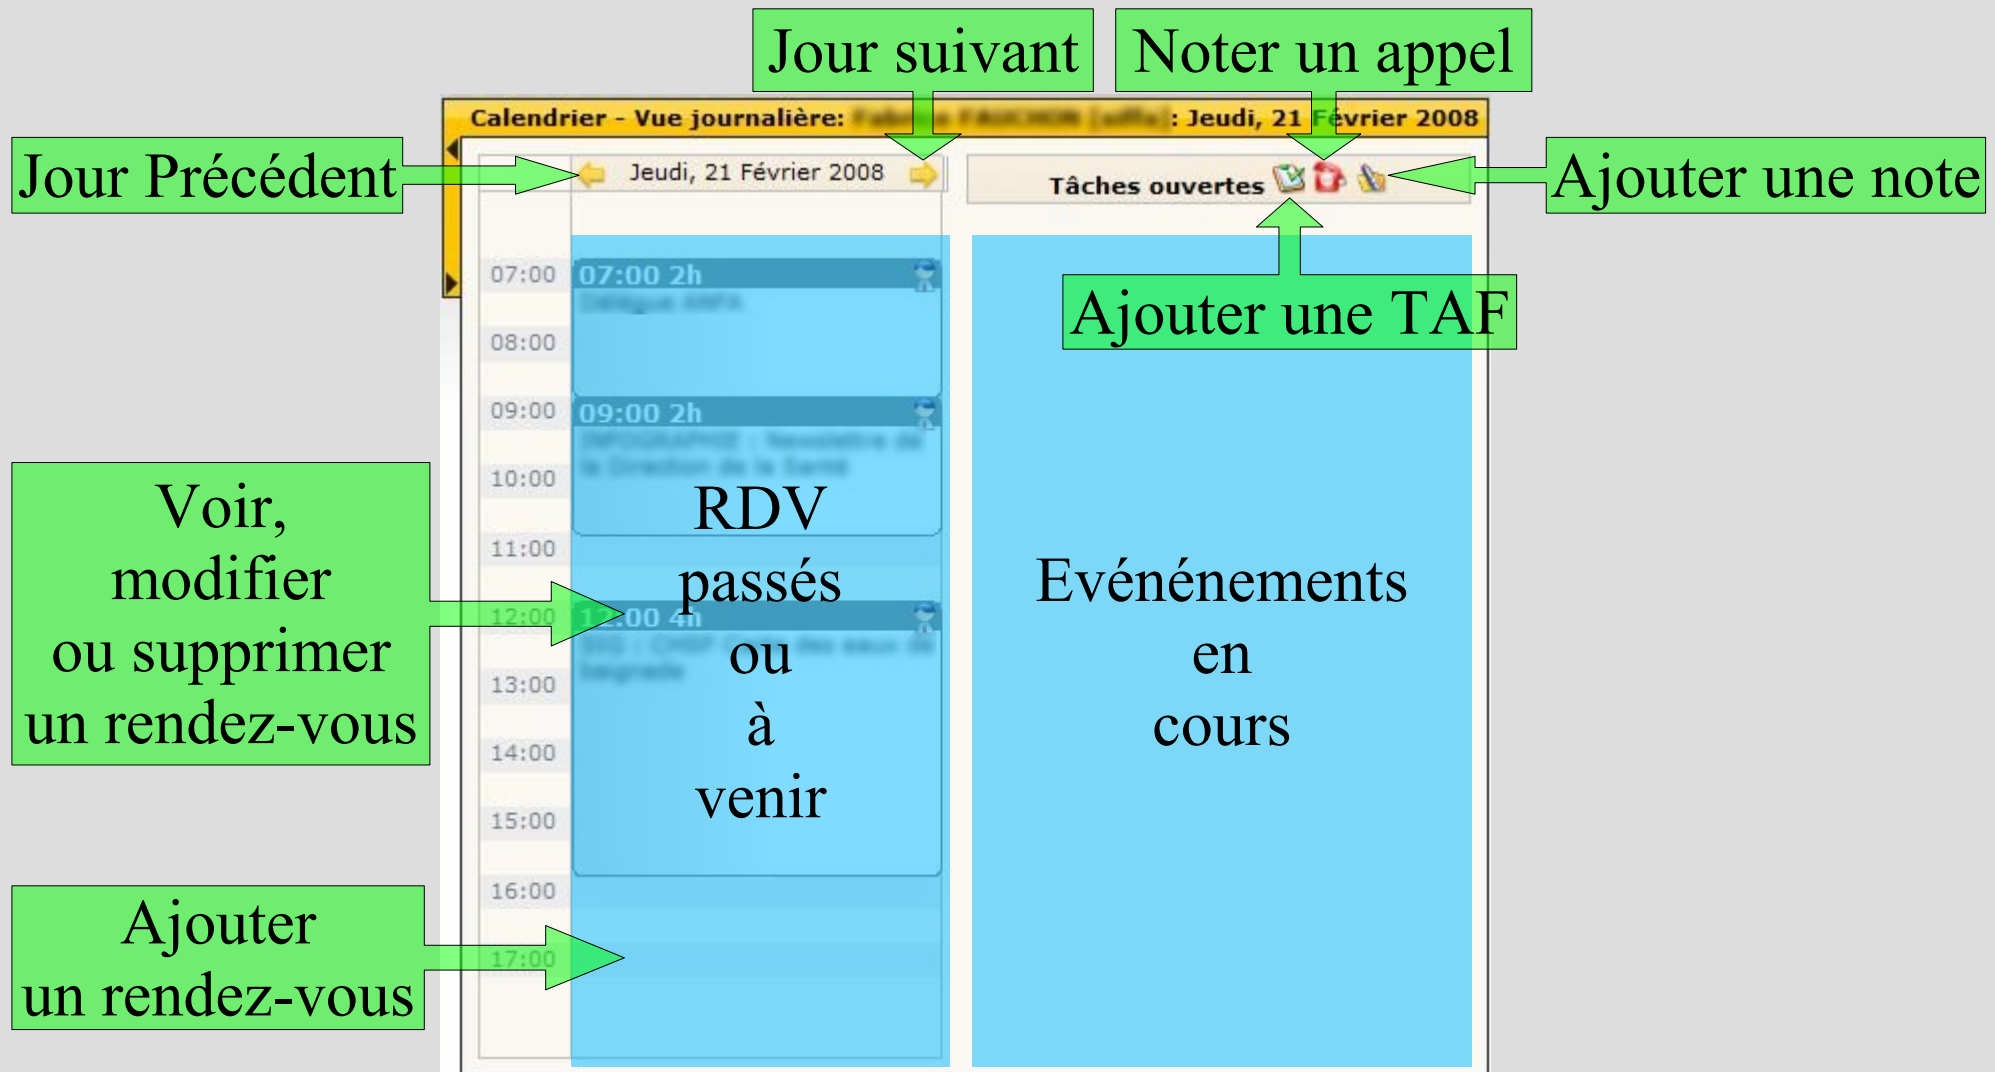 Jour suivant
Noter un appel
Calendrier - Vue journalière: : Jeudi, 21 Février 2008
Jour Précédent
Jeudi, 21 Février 2008
Tâches ouvertes
Ajouter une note
Ajouter une TAF
07:00
07:00 2h
08:00
09:00
09:00 2h
10:00
11:00
12:00
12:00 4h
13:00
14:00
15:00
16:00
17:00
Voir,
modifier
ou supprimer
un rendez-vous
RDV
passés
ou
à
venir
Evénénements
en
cours
Ajouter
un rendez-vous